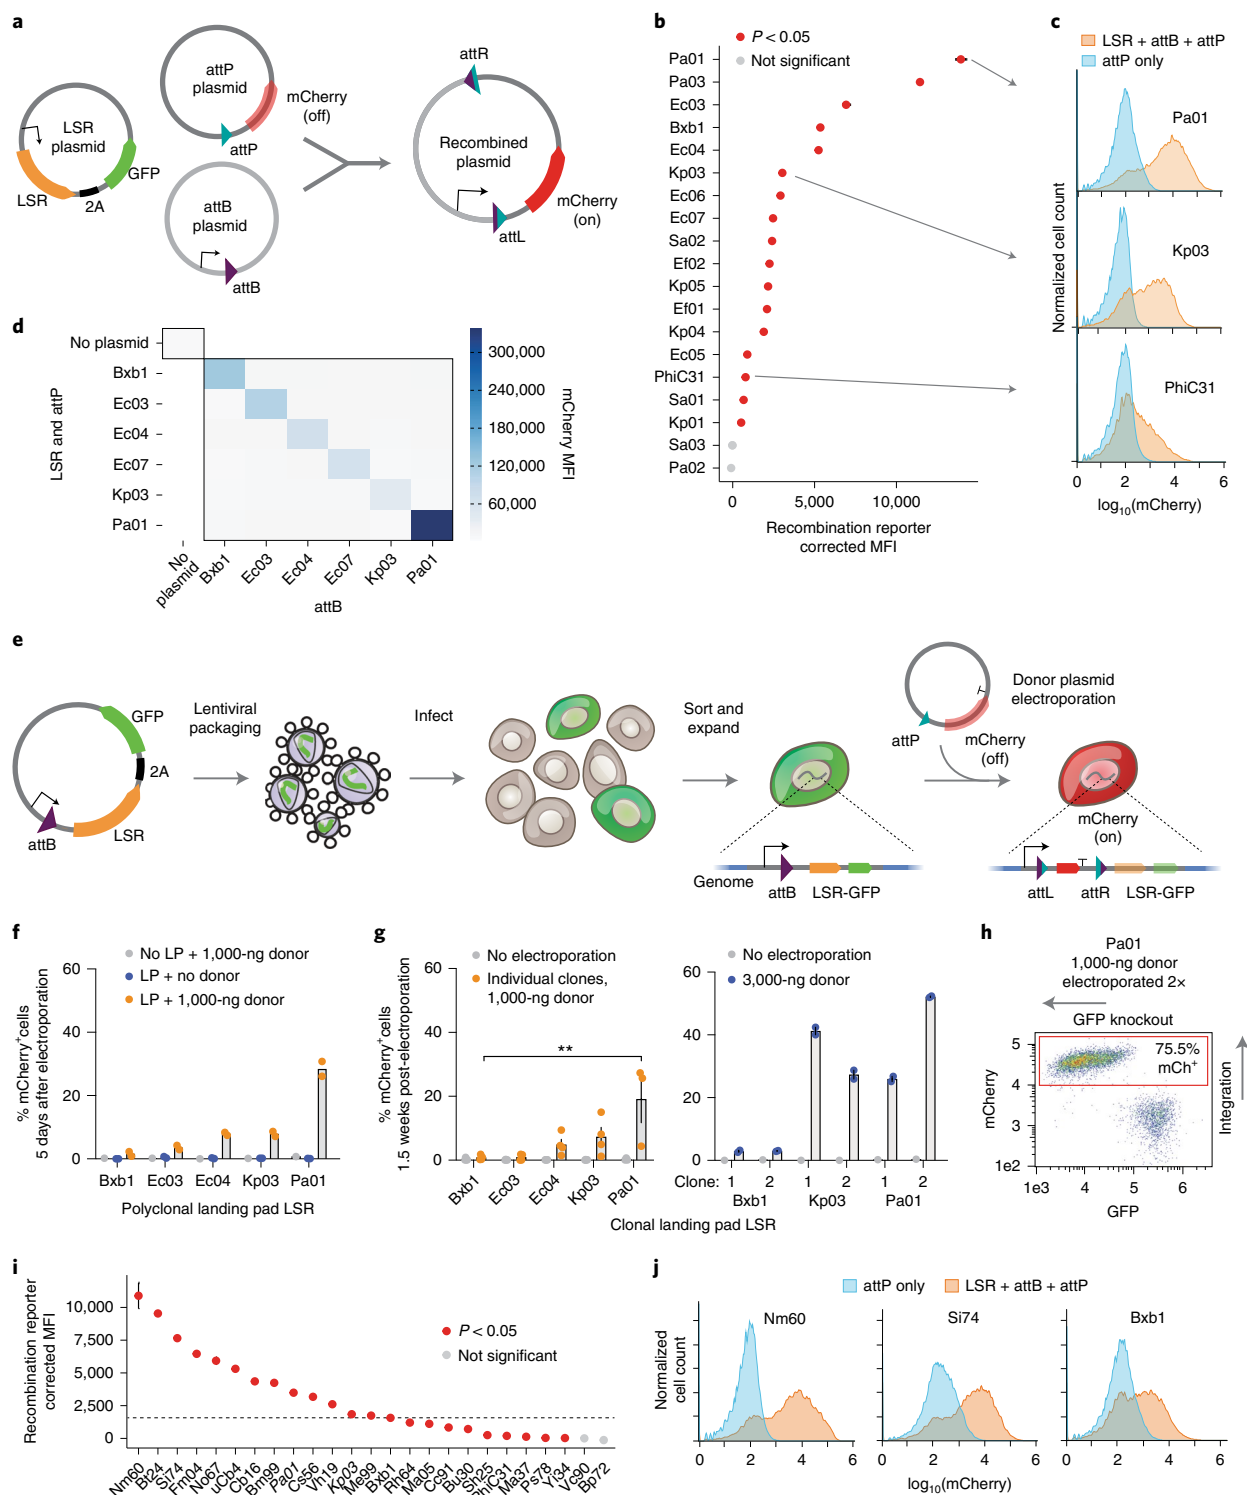 a
LSR
plasmid
LSR
2A
GFP
attP
plasmid
mCherry
(off)
attP
attB
plasmid
attB
attR
Recombined
plasmid
attL
mCherry
(on)
b
P < 0.05
Not significant
Pa01
Pa03
Ec03
Bxb1
Ec04
Kp03
Ec06
Ec07
Sa02
Ef02
Kp05
Ef01
Kp04
Ec05
PhiC31
Sa01
Kp01
Sa03
Pa02
0
5,000
10,000
Recombination reporter
corrected MFI
c
LSR + attB + attP
attP only
Normalized cell count
Pa01
Kp03
PhiC31
0
2
4
6
log10(mCherry)
d
LSR and attP
No plasmid
Bxb1
Ec03
Ec04
Ec07
Kp03
Pa01
No
plasmid
Bxb1
Ec03
Ec04
Ec07
Kp03
Pa01
attB
300,000
240,000
180,000
120,000
60,000
mCherry MFI
e
GFP
2A
LSR
attB
Lentiviral
packaging
Infect
Sort and
expand
Donor plasmid
electroporation
attP
mCherry
(off)
mCherry
(on)
Genome
attB
LSR-GFP
attL
attR
LSR-GFP
f
No LP + 1,000-ng donor
LP + no donor
LP + 1,000-ng donor
% mCherry+cells
5 days after electroporation
60
40
20
0
Bxb1
Ec03
Ec04
Kp03
Pa01
Polyclonal landing pad LSR
g
No electroporation
Individual clones,
1,000-ng donor
% mCherry+cells
1.5 weeks post-electroporation
60
40
20
0
**
Bxb1
Ec03
Ec04
Kp03
Pa01
No electroporation
3,000-ng donor
60
40
20
0
Clone: 1 2 1 2 1 2
Bxb1
Kp03
Pa01
Clonal landing pad LSR
h
Pa01
1,000-ng donor
electroporated 2×
GFP knockout
75.5%
mCh+
mCherry
5
4
3
1e2
1e3
4
5
6
GFP
Integration
i
Recombination reporter
corrected MFI
10,000
7,500
5,000
2,500
0
P < 0.05
Not significant
Nm60
Bt24
Si74
Fm04
No67
uCb4
Cb16
Bm99
Pa01
Cs56
Vh19
Kp03
Me99
Bxb1
Rh64
Ma05
Cc91
Bu30
Sh25
PhiC31
Ma37
Ps78
Yi34
Vc90
Bp72
j
attP only
LSR + attB + attP
Normalized
cell count
Nm60
Si74
Bxb1
0
2
4
6
0
2
4
6
0
2
4
6
log10(mCherry)